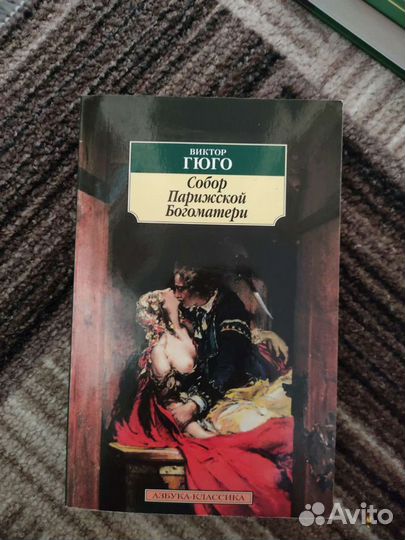 ВИКТОР
ГЮГО
Собор
Парижской
Богоматери
АЗБУКА-КЛАССИКА
Avito